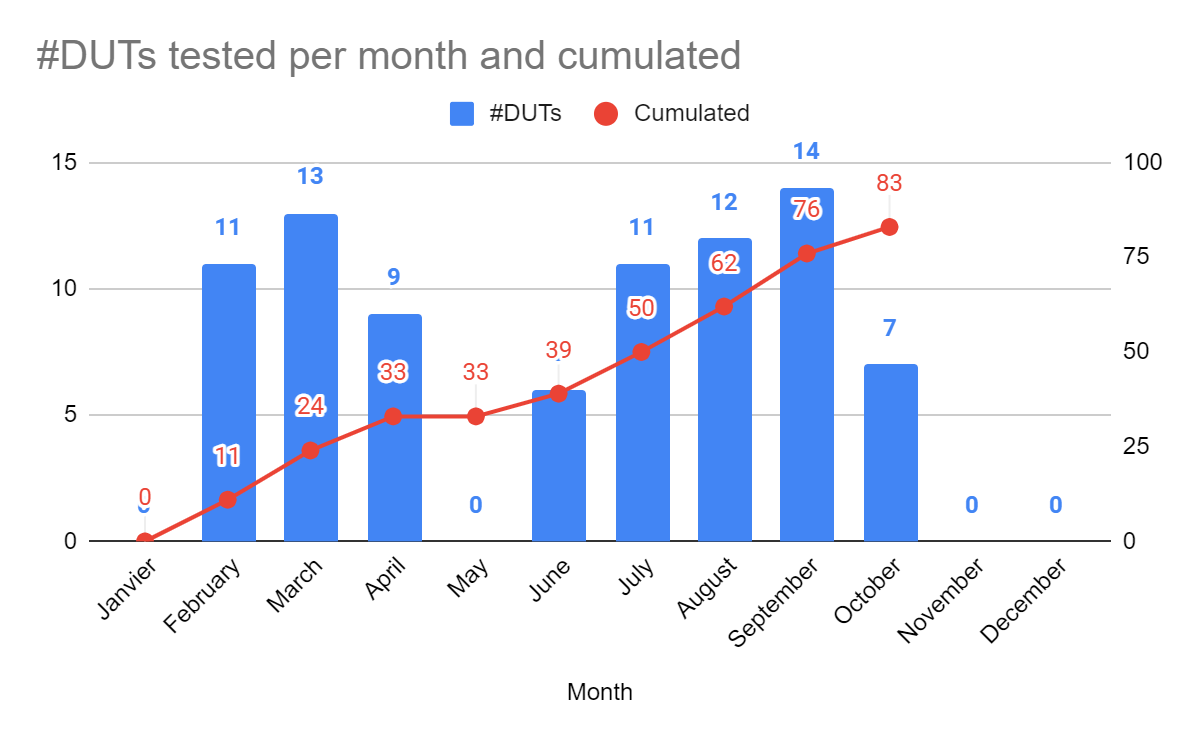 #DUTs tested per month and cumulated
#DUTs Cumulated
15 100
14
13 83
11 11 12 76
9 75
10 62
50
7
33 33 39 50
5 24
11 25
0 0 0 0
0 0
Janvier February March April May June July August September October November December
Month